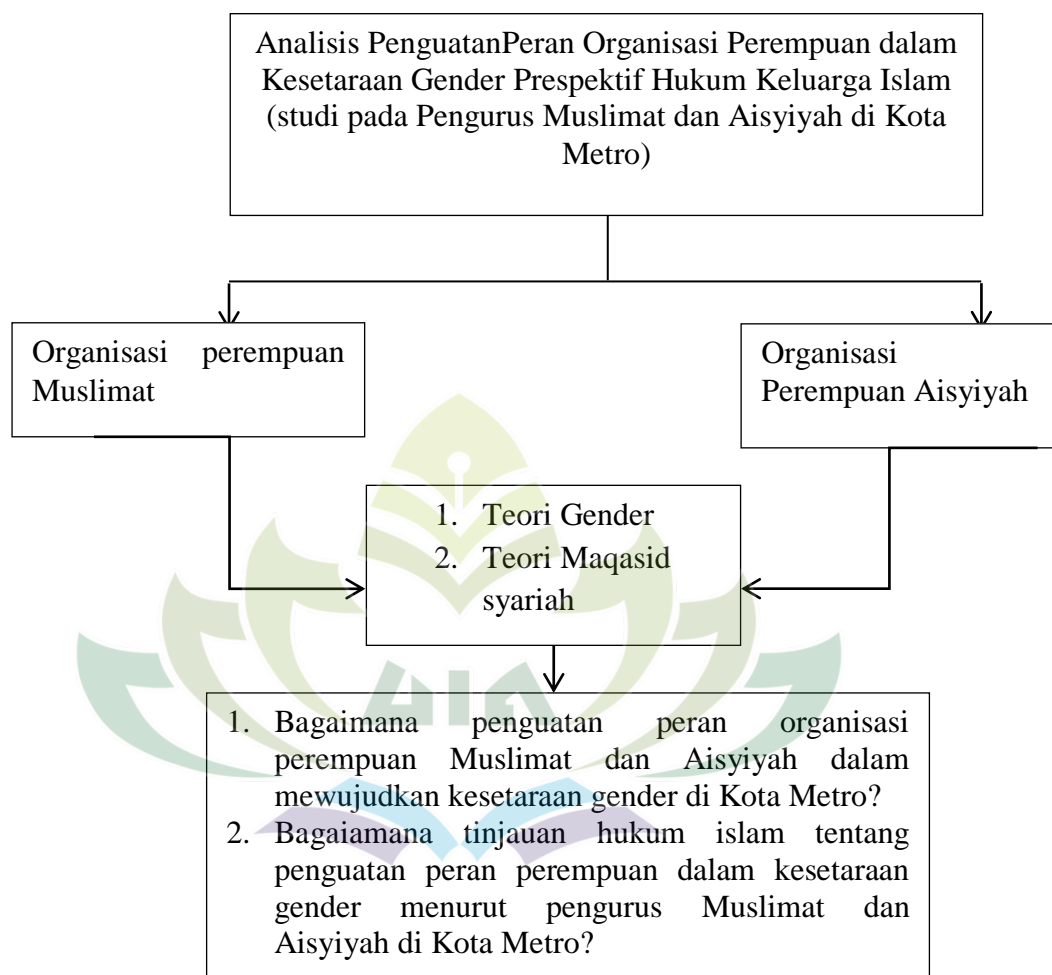 Analisis PenguatanPeran Organisasi Perempuan dalam
Kesetaraan Gender Prespektif Hukum Keluarga Islam
(studi pada Pengurus Muslimat dan Aisyiyah di Kota
Metro)
Organisasi perempuan
Muslimat
Organisasi
Perempuan Aisyiyah
1. Teori Gender
2. Teori Maqasid
syariah
1. Bagaimana penguatan peran organisasi
perempuan Muslimat dan Aisyiyah dalam
mewujudkan kesetaraan gender di Kota Metro?
2. Bagaiamana tinjauan hukum islam tentang
penguatan peran perempuan dalam kesetaraan
gender menurut pengurus Muslimat dan
Aisyiyah di Kota Metro?